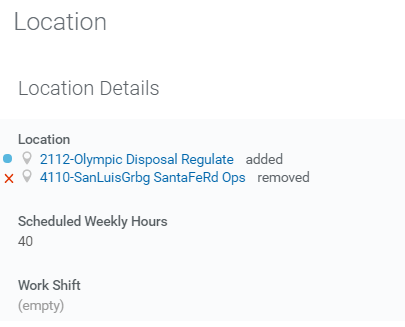 Location
Location Details
Location
2112-Olympic Disposal Regulate added
4110-SanLuisGrbg SantaFeRd Ops removed
Scheduled Weekly Hours
40
Work Shift
(empty)